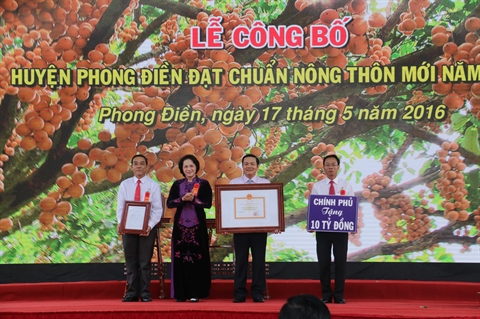 LỄ CÔNG BỐ
HUYỆN PHONG ĐIỀN ĐẠT CHUẨN NÔNG THÔN MỚI NĂM
Phong Điền, ngày 17 tháng 5 năm 2016
CHÍNH PHỦ
Tặng
10 TỶ ĐỒNG